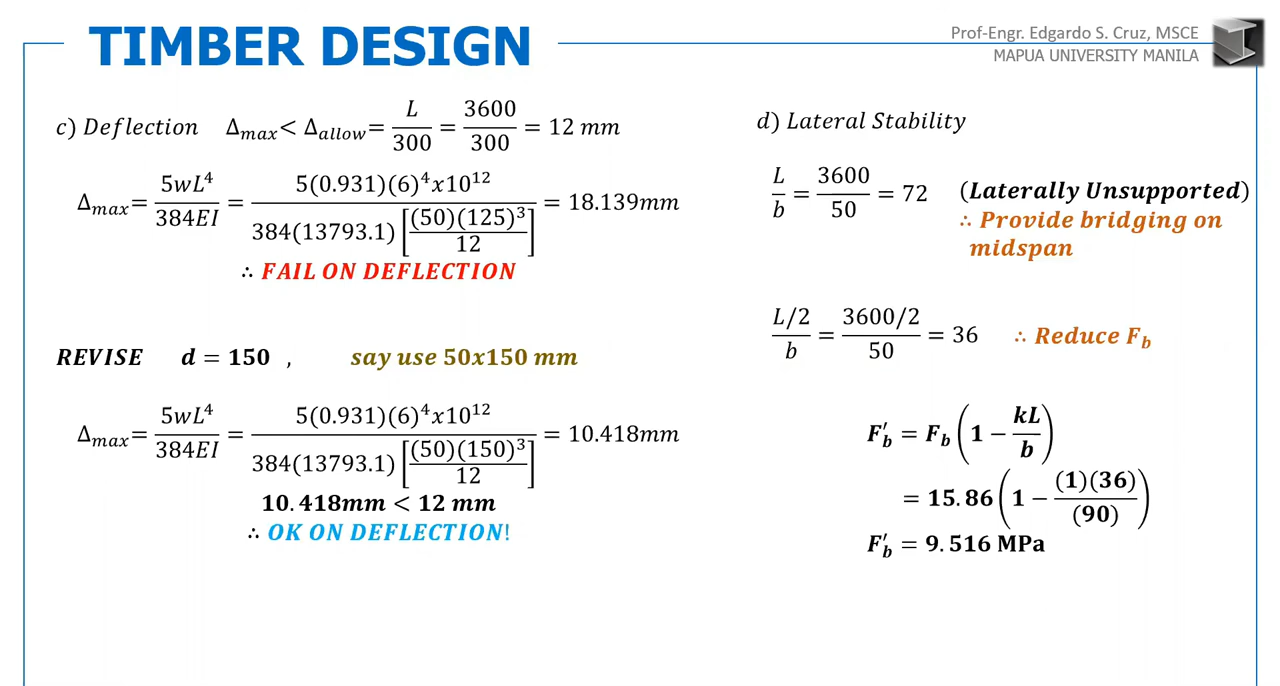 TIMBER DESIGN
Prof-Engr. Edgardo S. Cruz, MSCE
MAPUA UNIVERSITY MANILA
c) Deflection Δmax < Δallow = L/300 = 3600/300 = 12 mm
Δmax = 5wL⁴/384EI = 5(0.931)(6)⁴x10¹²/384(13793.1)[(50)(125)³/12] = 18.139mm
∴ FAIL ON DEFLECTION
REVISE d = 150 , say use 50x150 mm
Δmax = 5wL⁴/384EI = 5(0.931)(6)⁴x10¹²/384(13793.1)[(50)(150)³/12] = 10.418mm
10.418mm < 12 mm
∴ OK ON DEFLECTION!
d) Lateral Stability
L/b = 3600/50 = 72 (Laterally Unsupported)
∴ Provide bridging on
midspan
L/2/b = 3600/2/50 = 36 ∴ Reduce Fb
F′b = Fb(1 − kL/b)
= 15.86(1 − (1)(36)/(90))
F′b = 9.516 MPa